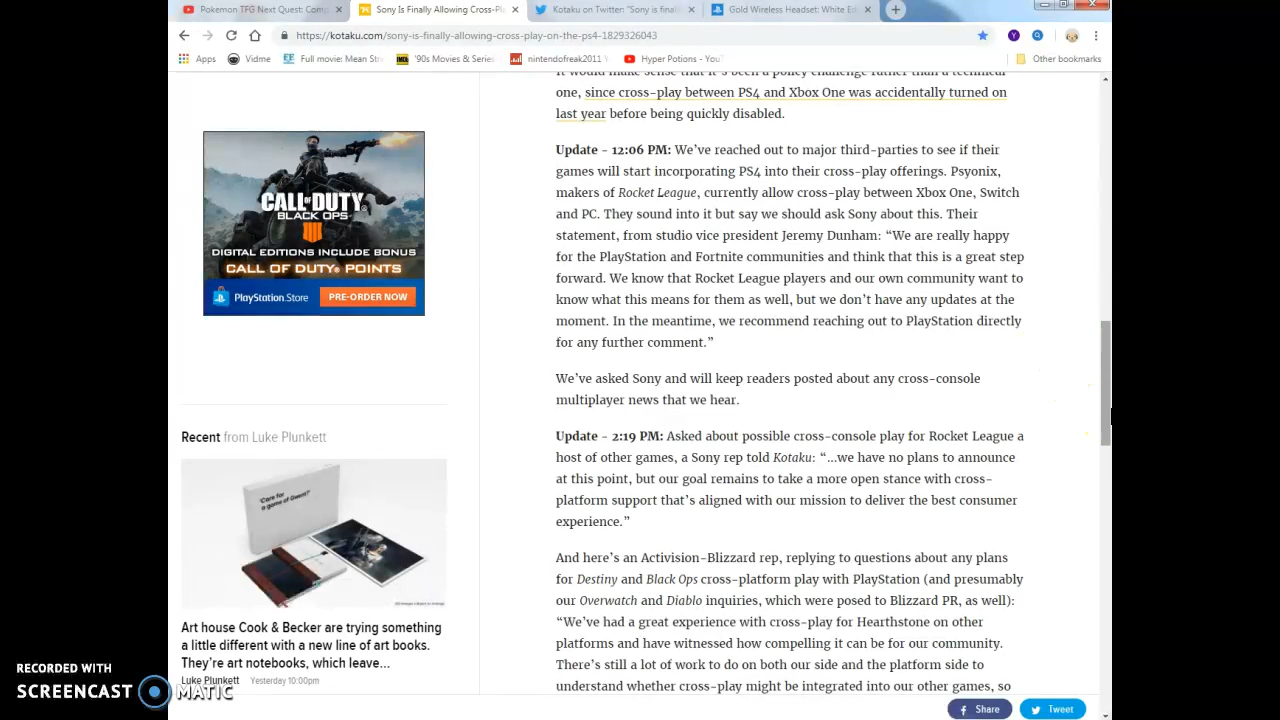 Pokemon TFG Next Quest: Comp
Sony Is Finally Allowing Cross-Pl
Kotaku on Twitter: "Sony is final
Gold Wireless Headset: White Ed
https://kotaku.com/sony-is-finally-allowing-cross-play-on-the-ps4-1829326043
Apps
Vidme
Full movie: Mean Str
'90s Movies & Series
nintendofreak2011 Y
Hyper Potions - YouT
Other bookmarks
It would make sense that it's been a policy challenge rather than a technical
one, since cross-play between PS4 and Xbox One was accidentally turned on
last year before being quickly disabled.
Update - 12:06 PM: We've reached out to major third-parties to see if their
games will start incorporating PS4 into their cross-play offerings. Psyonix,
makers of Rocket League, currently allow cross-play between Xbox One, Switch
and PC. They sound into it but say we should ask Sony about this. Their
statement, from studio vice president Jeremy Dunham: "We are really happy
for the PlayStation and Fortnite communities and think that this is a great step
forward. We know that Rocket League players and our own community want to
know what this means for them as well, but we don't have any updates at the
moment. In the meantime, we recommend reaching out to PlayStation directly
for any further comment."
We've asked Sony and will keep readers posted about any cross-console
multiplayer news that we hear.
Update - 2:19 PM: Asked about possible cross-console play for Rocket League a
host of other games, a Sony rep told Kotaku: "...we have no plans to announce
at this point, but our goal remains to take a more open stance with cross-
platform support that's aligned with our mission to deliver the best consumer
experience."
And here's an Activision-Blizzard rep, replying to questions about any plans
for Destiny and Black Ops cross-platform play with PlayStation (and presumably
our Overwatch and Diablo inquiries, which were posed to Blizzard PR, as well):
"We've had a great experience with cross-play for Hearthstone on other
platforms and have witnessed how compelling it can be for our community.
There's still a lot of work to do on both our side and the platform side to
understand whether cross-play might be integrated into our other games, so
CALL OF DUTY
BLACK OPS
IIII
DIGITAL EDITIONS INCLUDE BONUS
CALL OF DUTY® POINTS
PlayStation.Store
PRE-ORDER NOW
Recent from Luke Plunkett
"Care for
a game of Gwent?"
Art house Cook & Becker are trying something
a little different with a new line of art books.
They're art notebooks, which leave...
Luke Plunkett Yesterday 10:00pm
Share
Tweet
RECORDED WITH
SCREENCAST MATIC